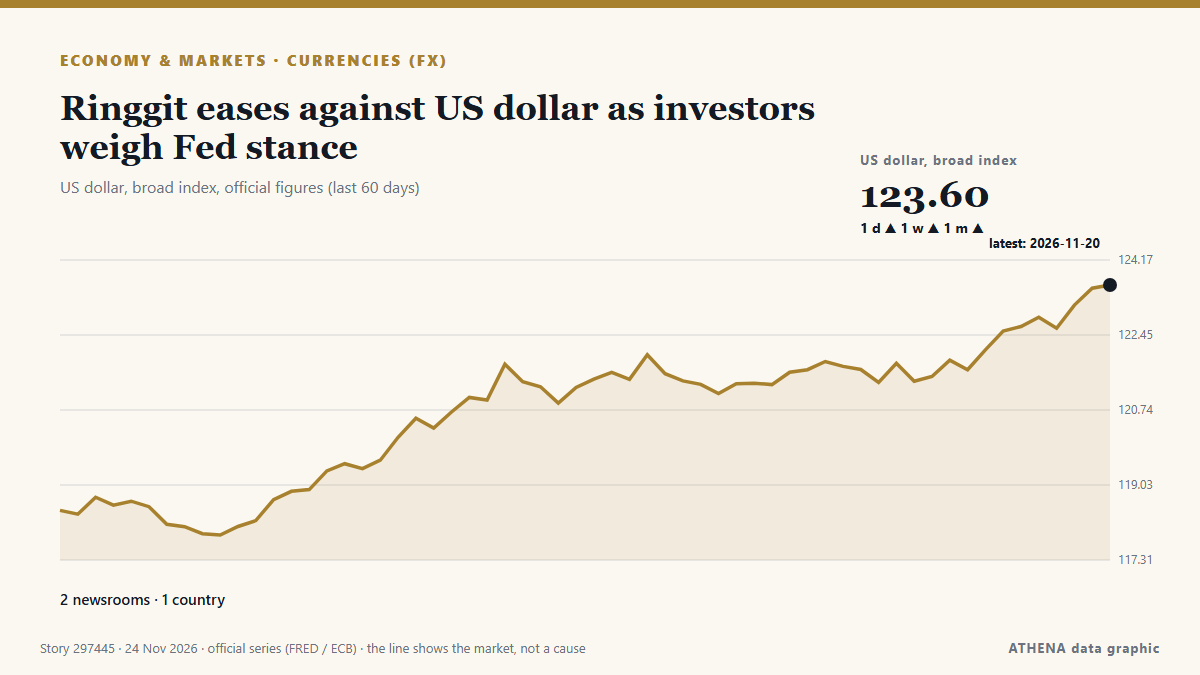 ECONOMY & MARKETS · CURRENCIES (FX)
Ringgit eases against US dollar as investors
weigh Fed stance
US dollar, broad index, official figures (last 60 days)
US dollar, broad index
123.60
1 d ▲ 1 w ▲ 1 m ▲
latest: 2026-11-20
124.17
122.45
120.74
119.03
117.31
2 newsrooms · 1 country
Story 297445 · 24 Nov 2026 · official series (FRED / ECB) · the line shows the market, not a cause
ATHENA data graphic